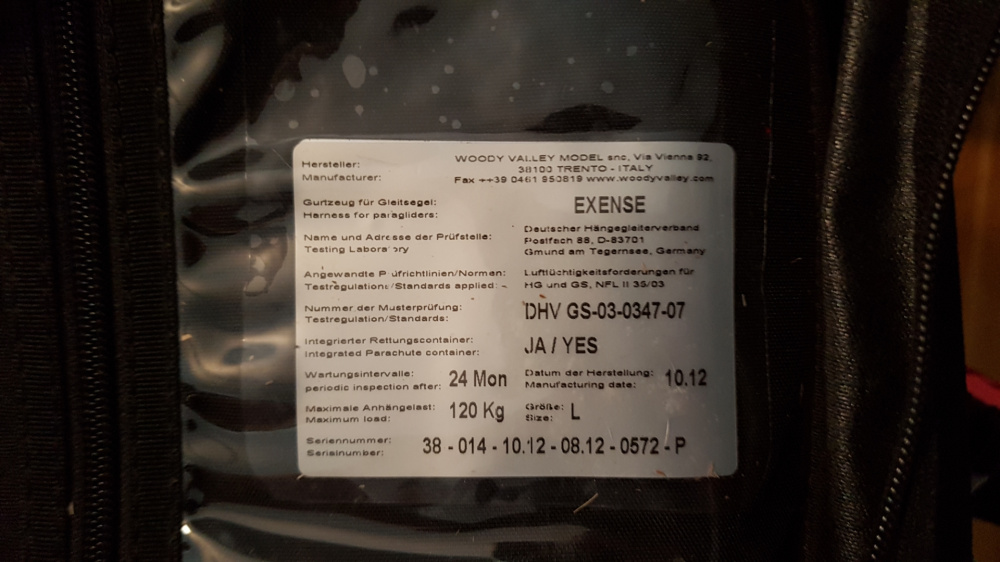 Hersteller:
Manufacturer:
WOODY VALLEY MODEL snc, Via Vienna 92,
38100 TRENTO - ITALY
Fax ++39 0461 950819 www.woodyvalley.com
Gurtzeug für Gleitsegel:
Harness for paragliders:
EXENSE
Name und Adresse der Prüfstelle:
Testing Laboratory
Deutscher Hängegleiterverband
Postfach 88, D-83701
Gmund am Tegernsee, Germany
Angewandte Prüfrichtlinien/Normen:
Testregulations/Standards applied:
Luftlüchtigkeitsforderungen für
HG und GS, NFL II 35/03
Nummer der Musterprüfung:
Testregulation/Standards:
DHV GS-03-0347-07
Integrierter Rettungscontainer:
Integrated Parachute container:
JA / YES
Wartungsintervalle:
periodic inspection after:
24 Mon
Datum der Herstellung:
Manufacturing date:
10.12
Maximale Anhängelast:
Maximum load:
120 Kg
Größe:
Size:
L
Seriennummer:
Serialnumber:
38 - 014 - 10.12 - 08.12 - 0572 - P